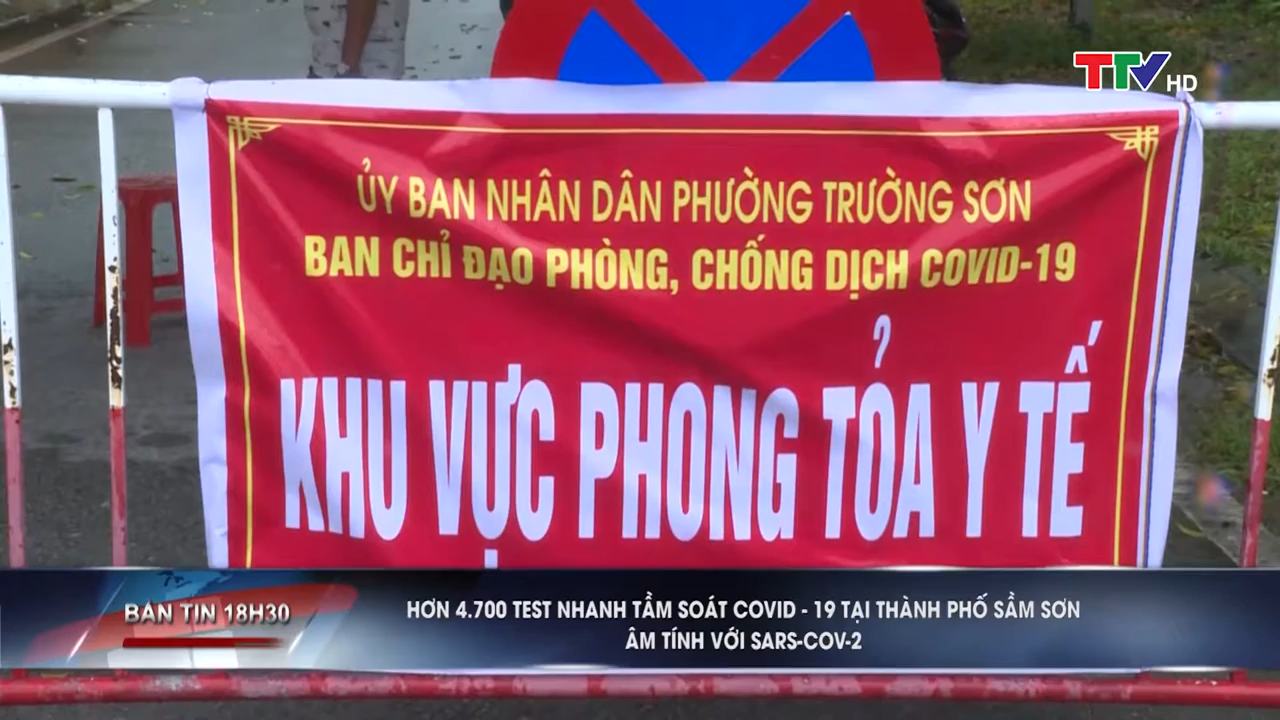 TTV HD
ỦY BAN NHÂN DÂN PHƯỜNG TRƯỜNG SƠN
BAN CHỈ ĐẠO PHÒNG, CHỐNG DỊCH COVID-19
KHU VỰC PHONG TỎA Y TẾ
BẢN TIN 18H30
HƠN 4.700 TEST NHANH TẦM SOÁT COVID - 19 TẠI THÀNH PHỐ SẦM SƠN
ÂM TÍNH VỚI SARS-COV-2